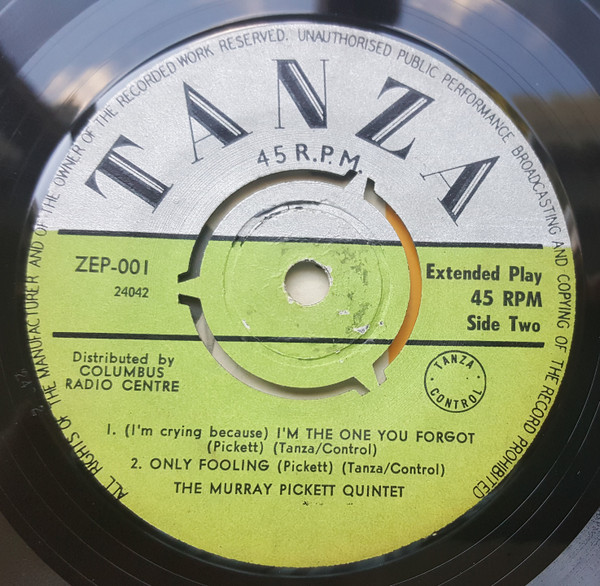 ALL RIGHTS OF THE MANUFACTURER AND OF THE OWNER OF THE RECORDED WORK RESERVED. UNAUTHORISED PUBLIC PERFORMANCE BROADCASTING AND COPYING OF THE RECORD PROHIBITED
TANZA
45 R.P.M.
ZEP-001
24042
Extended Play
45 RPM
Side Two
Distributed by
COLUMBUS
RADIO CENTRE
TANZA
CONTROL
1. (I'm crying because) I'M THE ONE YOU FORGOT
(Pickett) (Tanza/Control)
2. ONLY FOOLING (Pickett) (Tanza/Control)
THE MURRAY PICKETT QUINTET